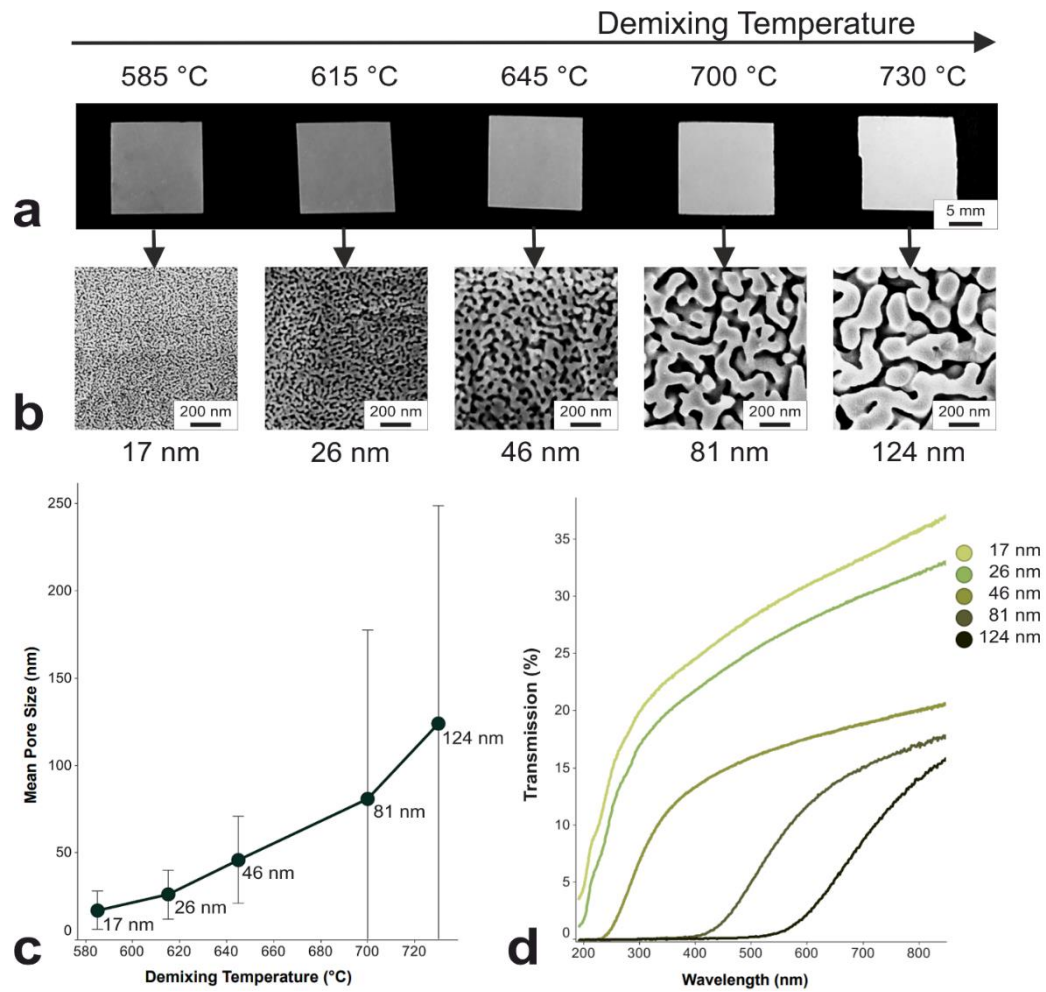 Demixing Temperature
585 °C 615 °C 645 °C 700 °C 730 °C
a
5 mm
b
200 nm 200 nm 200 nm 200 nm 200 nm
17 nm 26 nm 46 nm 81 nm 124 nm
250
200
150
100
50
0
Mean Pore Size (nm)
17 nm
26 nm
46 nm
81 nm
124 nm
580 600 620 640 660 680 700 720
Demixing Temperature (°C)
c
35
30
25
20
15
10
5
0
Transmission (%)
17 nm
26 nm
46 nm
81 nm
124 nm
200 300 400 500 600 700 800
Wavelength (nm)
d